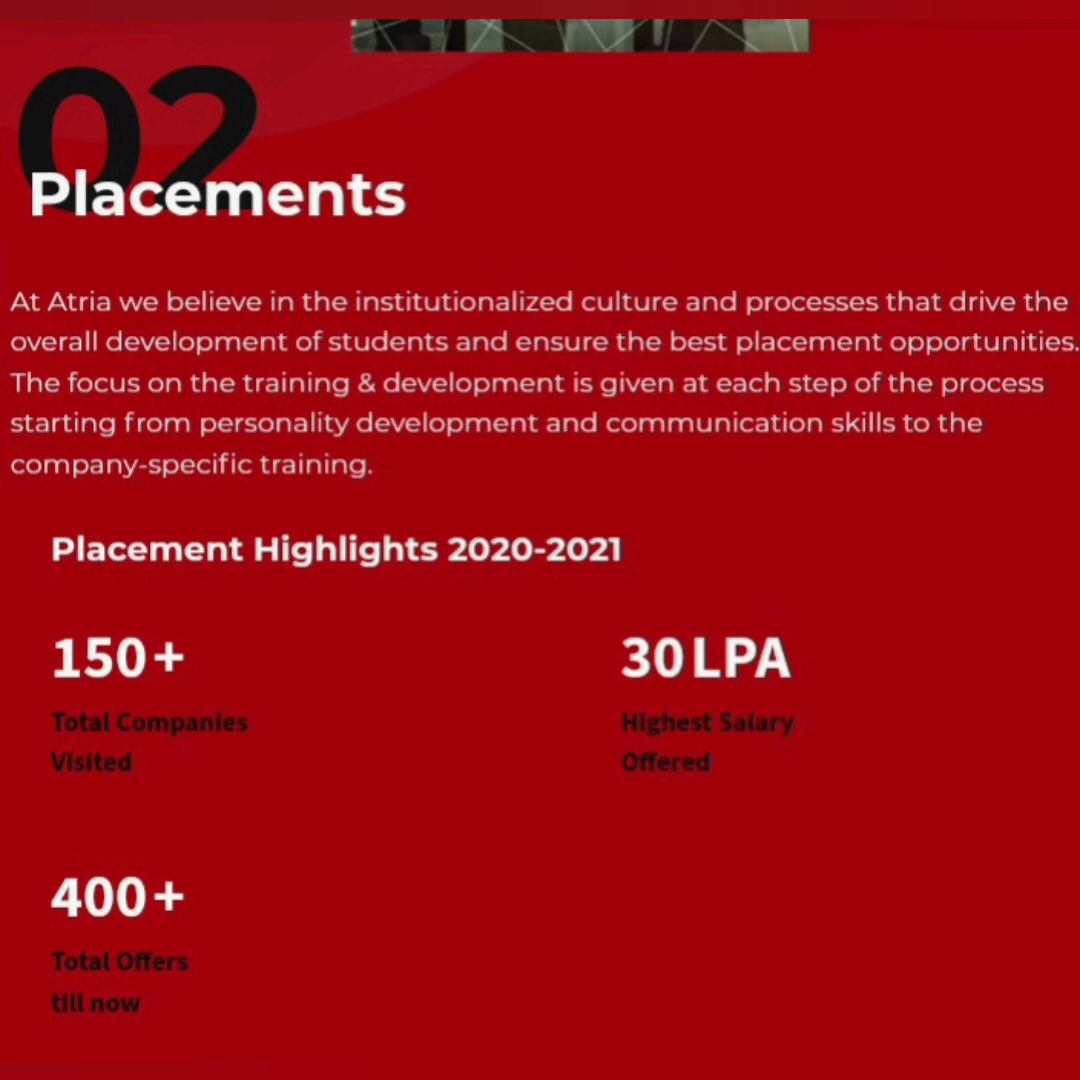 02
Placements
At Atria we believe in the institutionalized culture and processes that drive the
overall development of students and ensure the best placement opportunities.
The focus on the training & development is given at each step of the process
starting from personality development and communication skills to the
company-specific training.
Placement Highlights 2020-2021
150+
Total Companies
Visited
30 LPA
Highest Salary
Offered
400+
Total Offers
till now